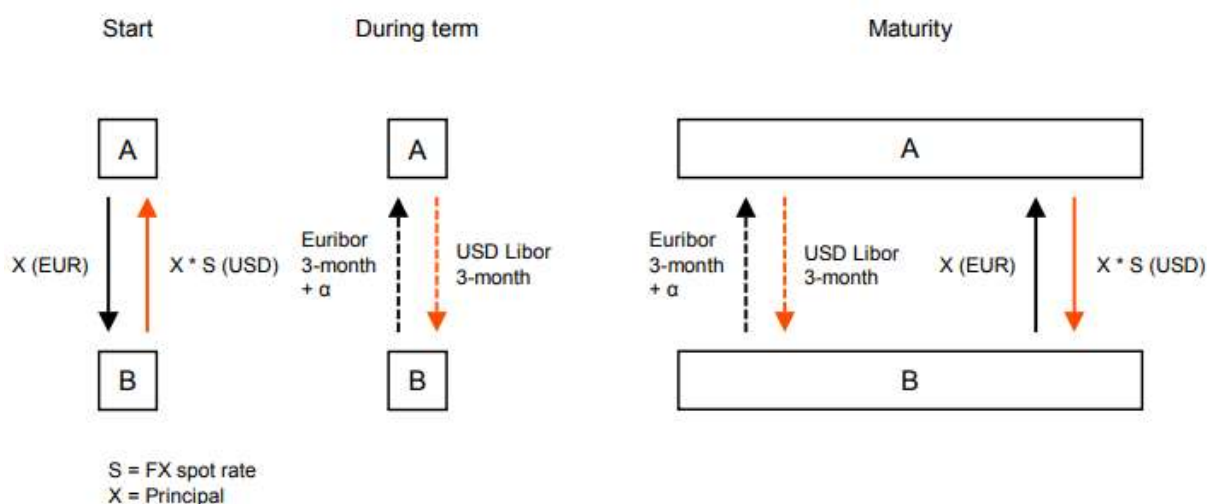 Start
During term
Maturity
A
A
A
X (EUR)
X * S (USD)
Euribor
3-month
+ α
USD Libor
3-month
Euribor
3-month
+ α
USD Libor
3-month
X (EUR)
X * S (USD)
B
B
B
S = FX spot rate
X = Principal